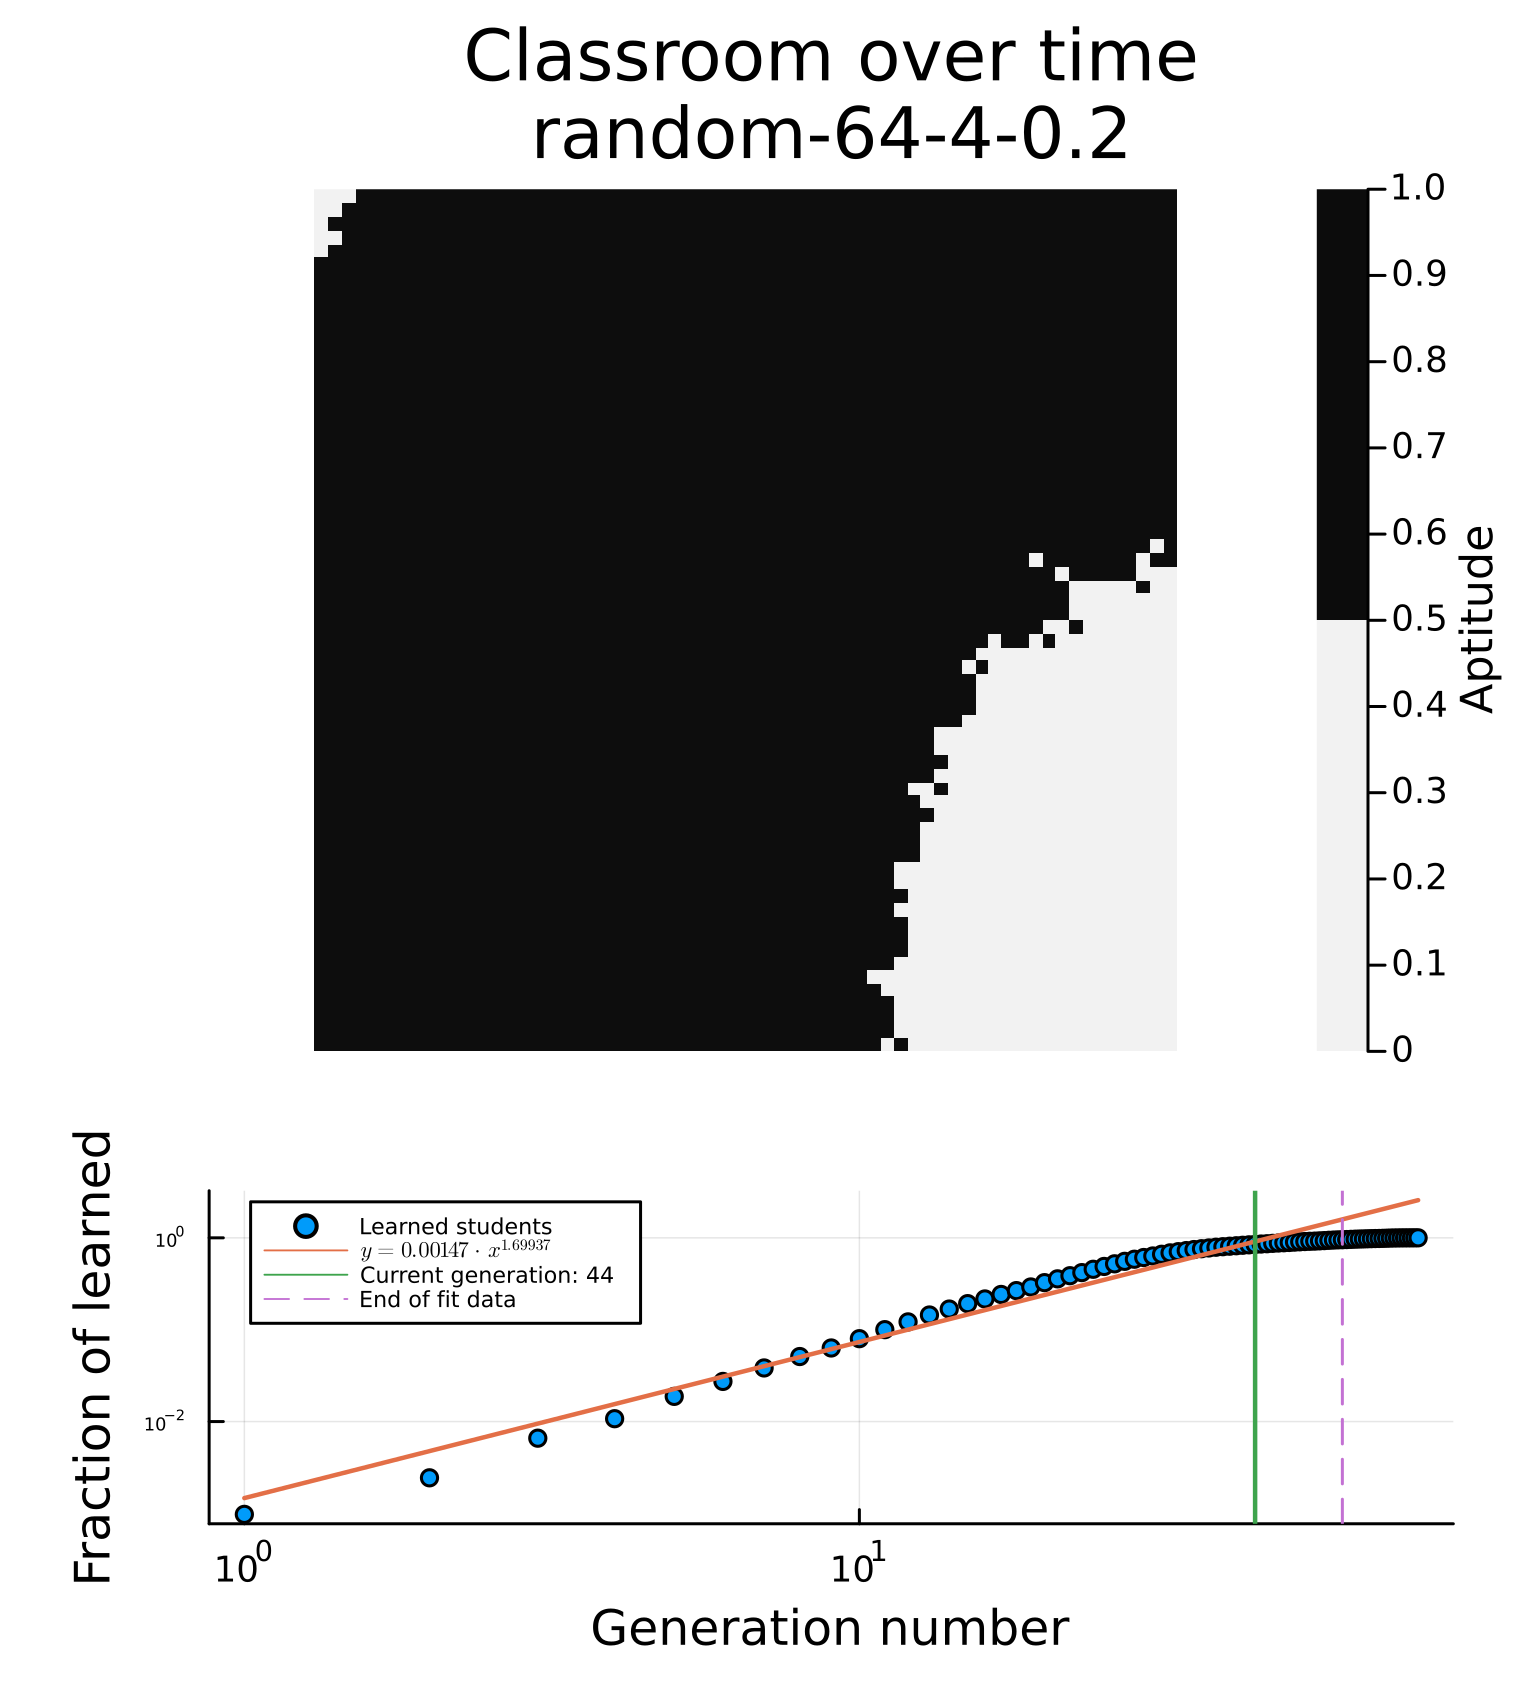 Classroom over time
random-64-4-0.2
1.0
0.9
0.8
0.7
0.6
0.5
0.4
0.3
0.2
0.1
0
Aptitude
Fraction of learned
10⁰
10⁻²
Learned students
y = 0.00147 · x^1.69937
Current generation: 44
End of fit data
10⁰
10¹
Generation number